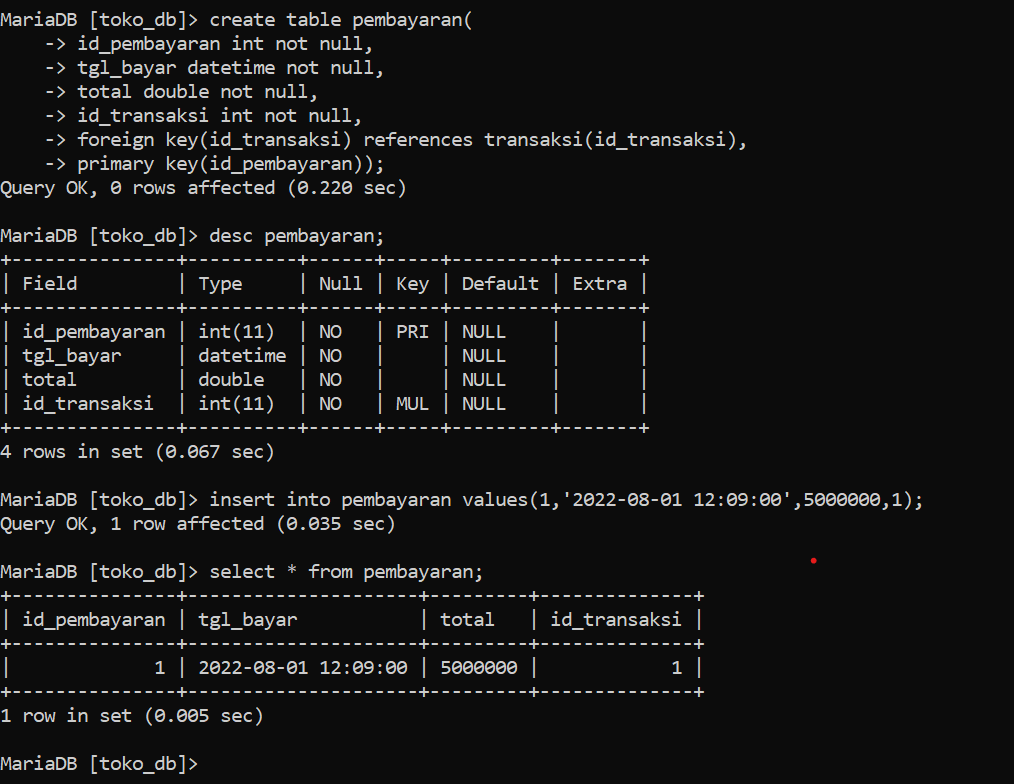 MariaDB [toko_db]> create table pembayaran(
    -> id_pembayaran int not null,
    -> tgl_bayar datetime not null,
    -> total double not null,
    -> id_transaksi int not null,
    -> foreign key(id_transaksi) references transaksi(id_transaksi),
    -> primary key(id_pembayaran));
Query OK, 0 rows affected (0.220 sec)

MariaDB [toko_db]> desc pembayaran;
+---------------+----------+------+-----+---------+-------+
| Field         | Type     | Null | Key | Default | Extra |
+---------------+----------+------+-----+---------+-------+
| id_pembayaran | int(11)  | NO   | PRI | NULL    |       |
| tgl_bayar     | datetime | NO   |     | NULL    |       |
| total         | double   | NO   |     | NULL    |       |
| id_transaksi  | int(11)  | NO   | MUL | NULL    |       |
+---------------+----------+------+-----+---------+-------+
4 rows in set (0.067 sec)

MariaDB [toko_db]> insert into pembayaran values(1,'2022-08-01 12:09:00',5000000,1);
Query OK, 1 row affected (0.035 sec)

MariaDB [toko_db]> select * from pembayaran;
+---------------+---------------------+---------+--------------+
| id_pembayaran | tgl_bayar           | total   | id_transaksi |
+---------------+---------------------+---------+--------------+
|             1 | 2022-08-01 12:09:00 | 5000000 |            1 |
+---------------+---------------------+---------+--------------+
1 row in set (0.005 sec)

MariaDB [toko_db]>